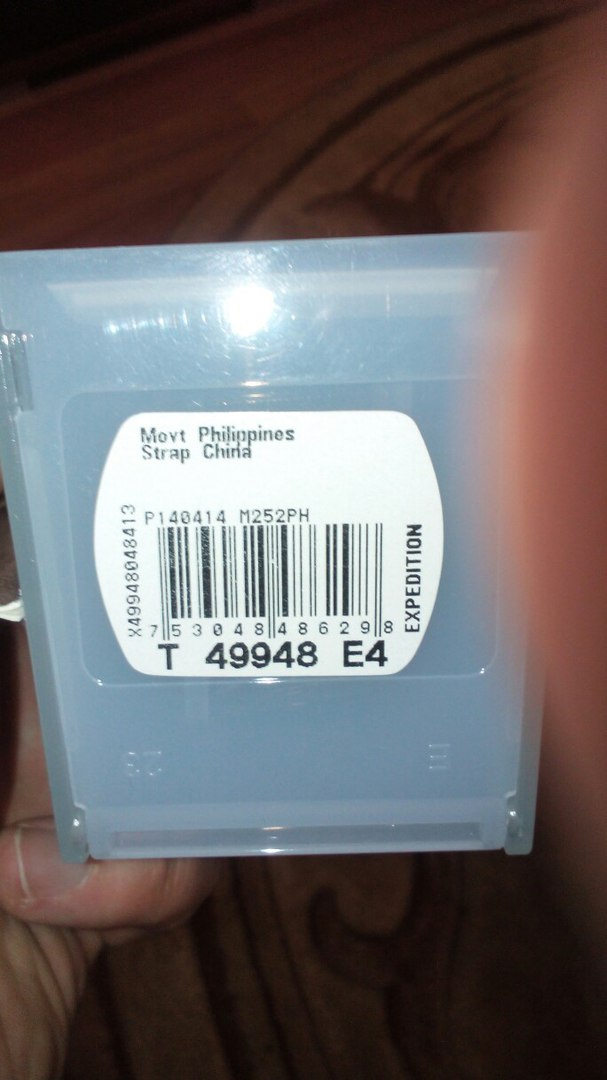 Movt Philippines
Strap China
P140414 M252PH
X49948048413
7 53048 48629 8
EXPEDITION
T 49948 E4